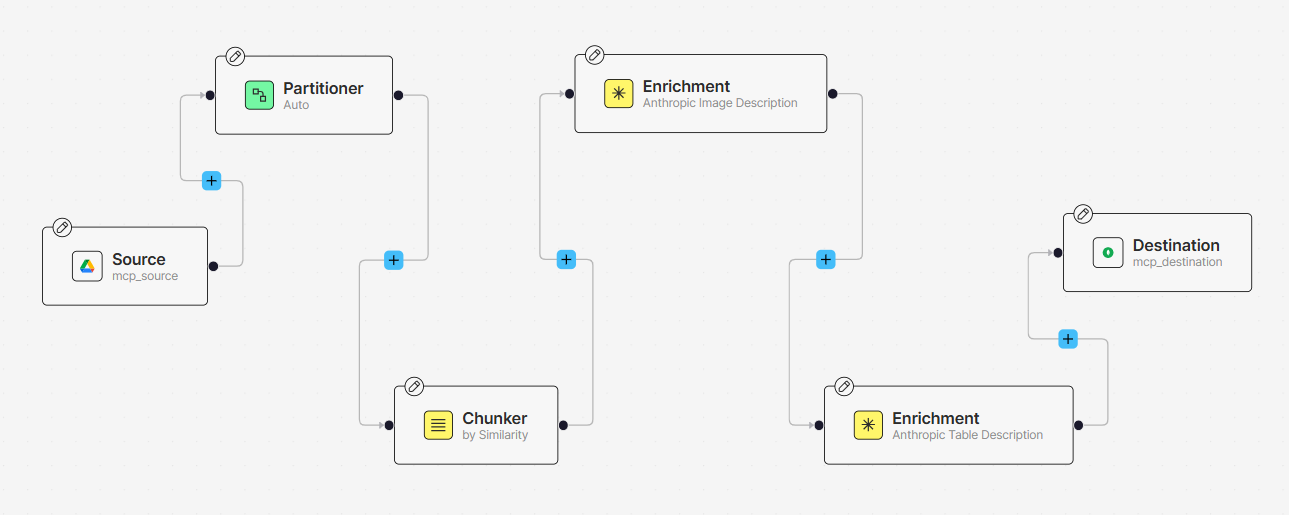 Partitioner
Auto
Enrichment
Anthropic Image Description
Source
mcp_source
Destination
mcp_destination
Chunker
by Similarity
Enrichment
Anthropic Table Description